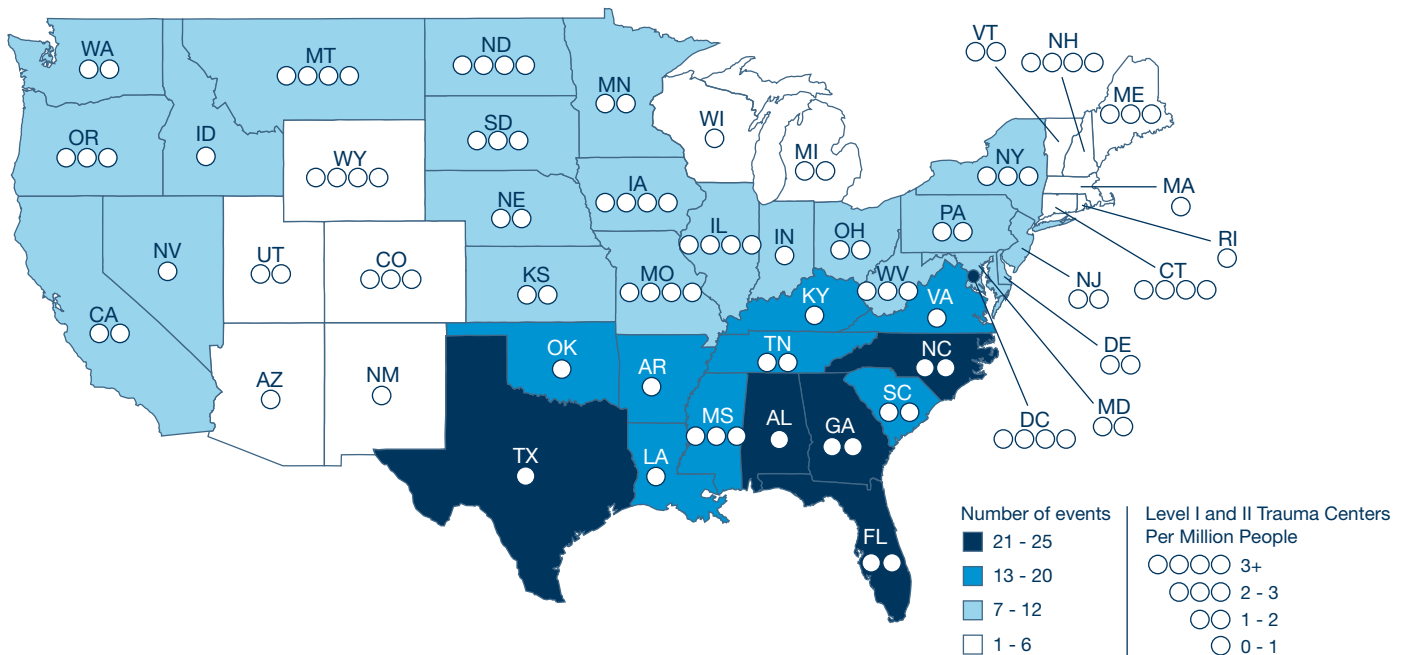 VT
NH
WA
MT
ND
MN
ME
WI
OR
ID
SD
MI
WY
NY
IA
MA
NE
PA
IL
IN
OH
RI
NV
UT
CO
WV
KS
MO
NJ
CT
KY
VA
CA
DE
OK
TN
NC
AR
AZ
NM
SC
MD
MS
AL
GA
DC
TX
LA
FL
Number of events
21 - 25
13 - 20
7 - 12
1 - 6
Level I and II Trauma Centers
Per Million People
3+
2 - 3
1 - 2
0 - 1